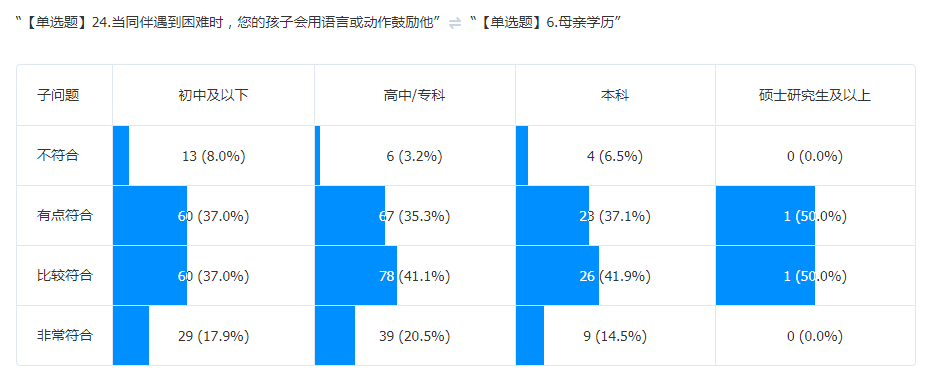 “【单选题】24.当同伴遇到困难时，您的孩子会用语言或动作鼓励他” ⇌ “【单选题】6.母亲学历”
子问题 初中及以下 高中/专科 本科 硕士研究生及以上
不符合 13 (8.0%) 6 (3.2%) 4 (6.5%) 0 (0.0%)
有点符合 60 (37.0%) 67 (35.3%) 23 (37.1%) 1 (50.0%)
比较符合 60 (37.0%) 78 (41.1%) 26 (41.9%) 1 (50.0%)
非常符合 29 (17.9%) 39 (20.5%) 9 (14.5%) 0 (0.0%)